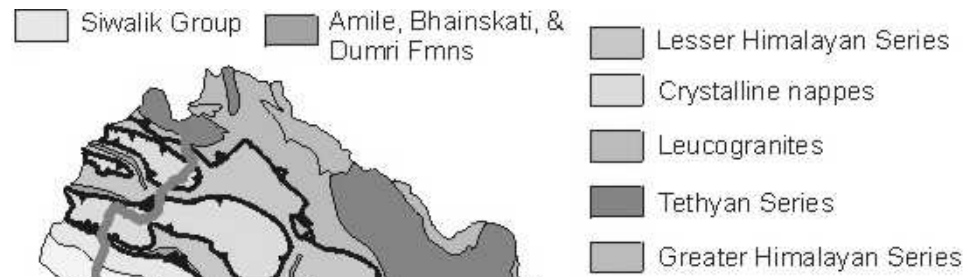 Siwalik Group
Amile, Bhainskati, &
Dumri Fmns
Lesser Himalayan Series
Crystalline nappes
Leucogranites
Tethyan Series
Greater Himalayan Series